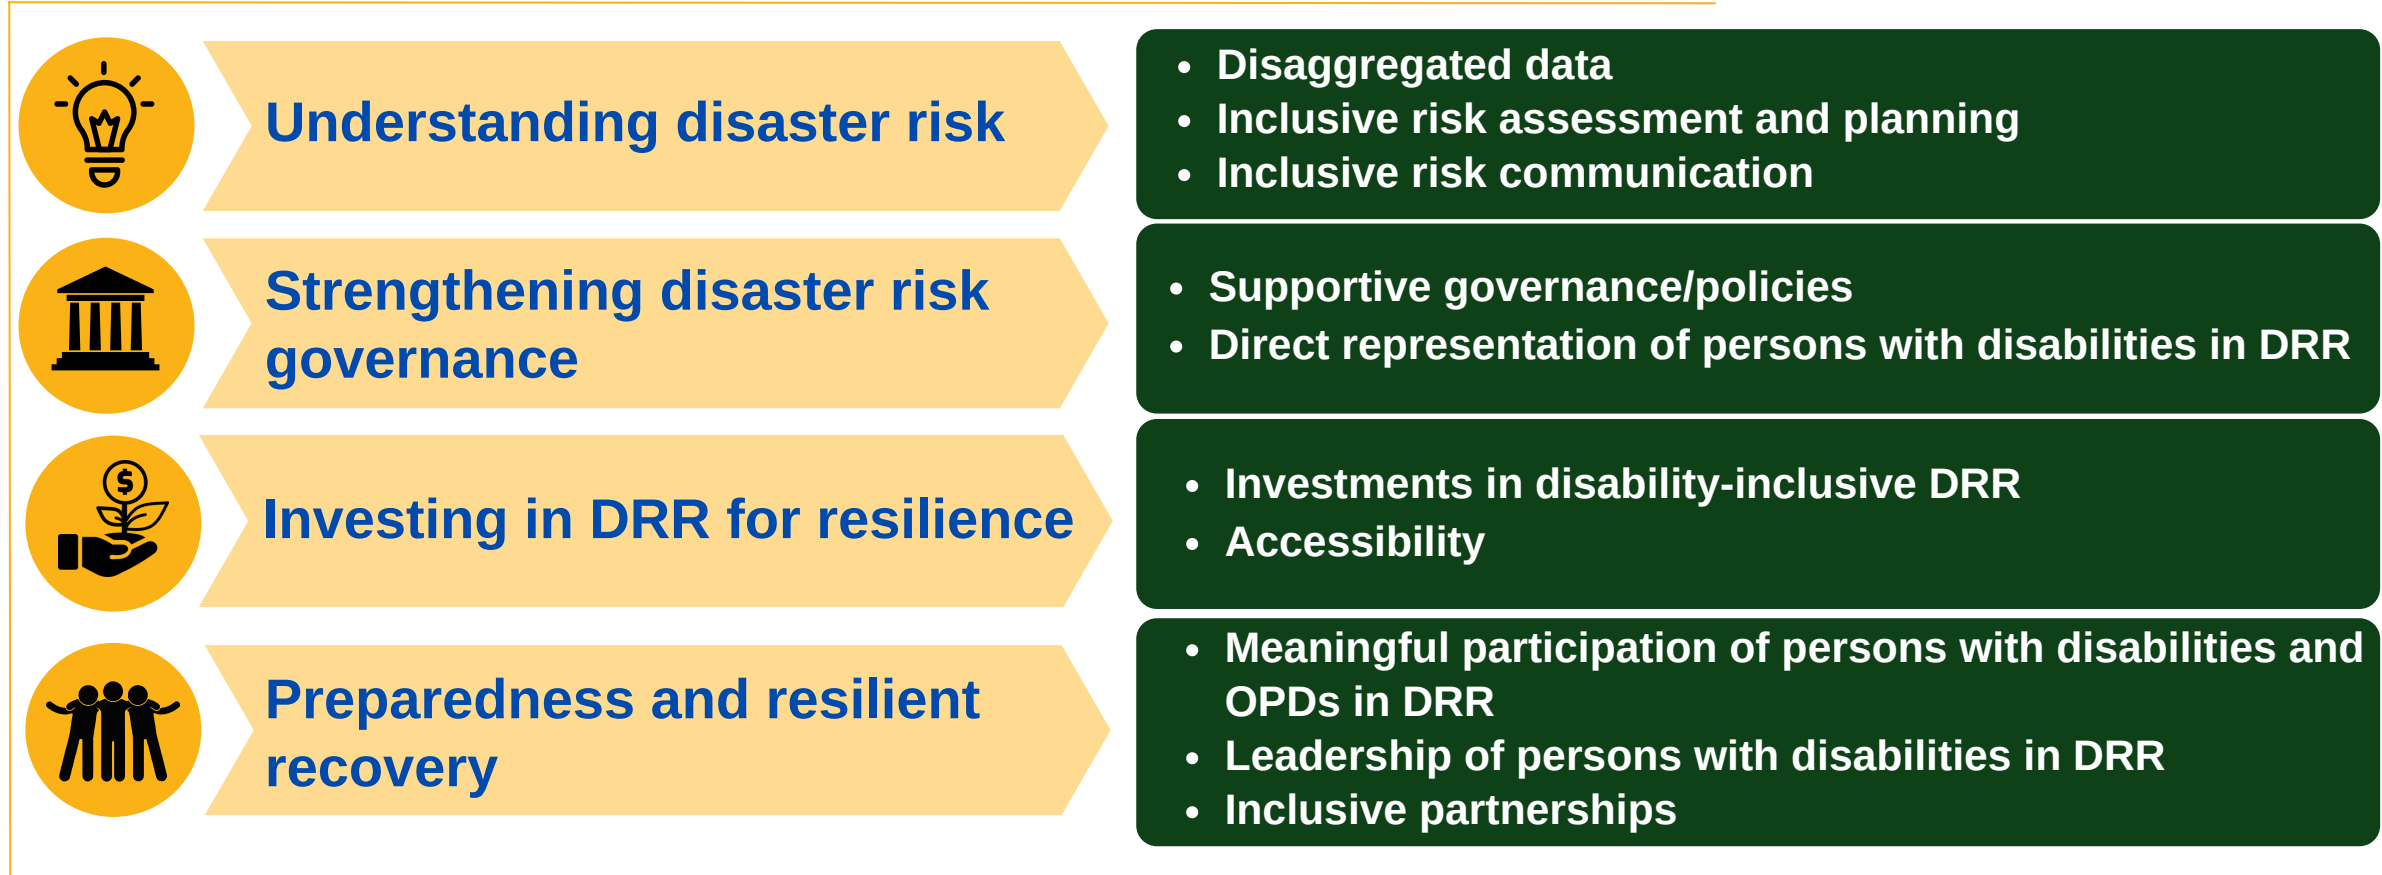 Understanding disaster risk
• Disaggregated data
• Inclusive risk assessment and planning
• Inclusive risk communication
Strengthening disaster risk
governance
• Supportive governance/policies
• Direct representation of persons with disabilities in DRR
$
Investing in DRR for resilience
• Investments in disability-inclusive DRR
• Accessibility
Preparedness and resilient
recovery
• Meaningful participation of persons with disabilities and
OPDs in DRR
• Leadership of persons with disabilities in DRR
• Inclusive partnerships